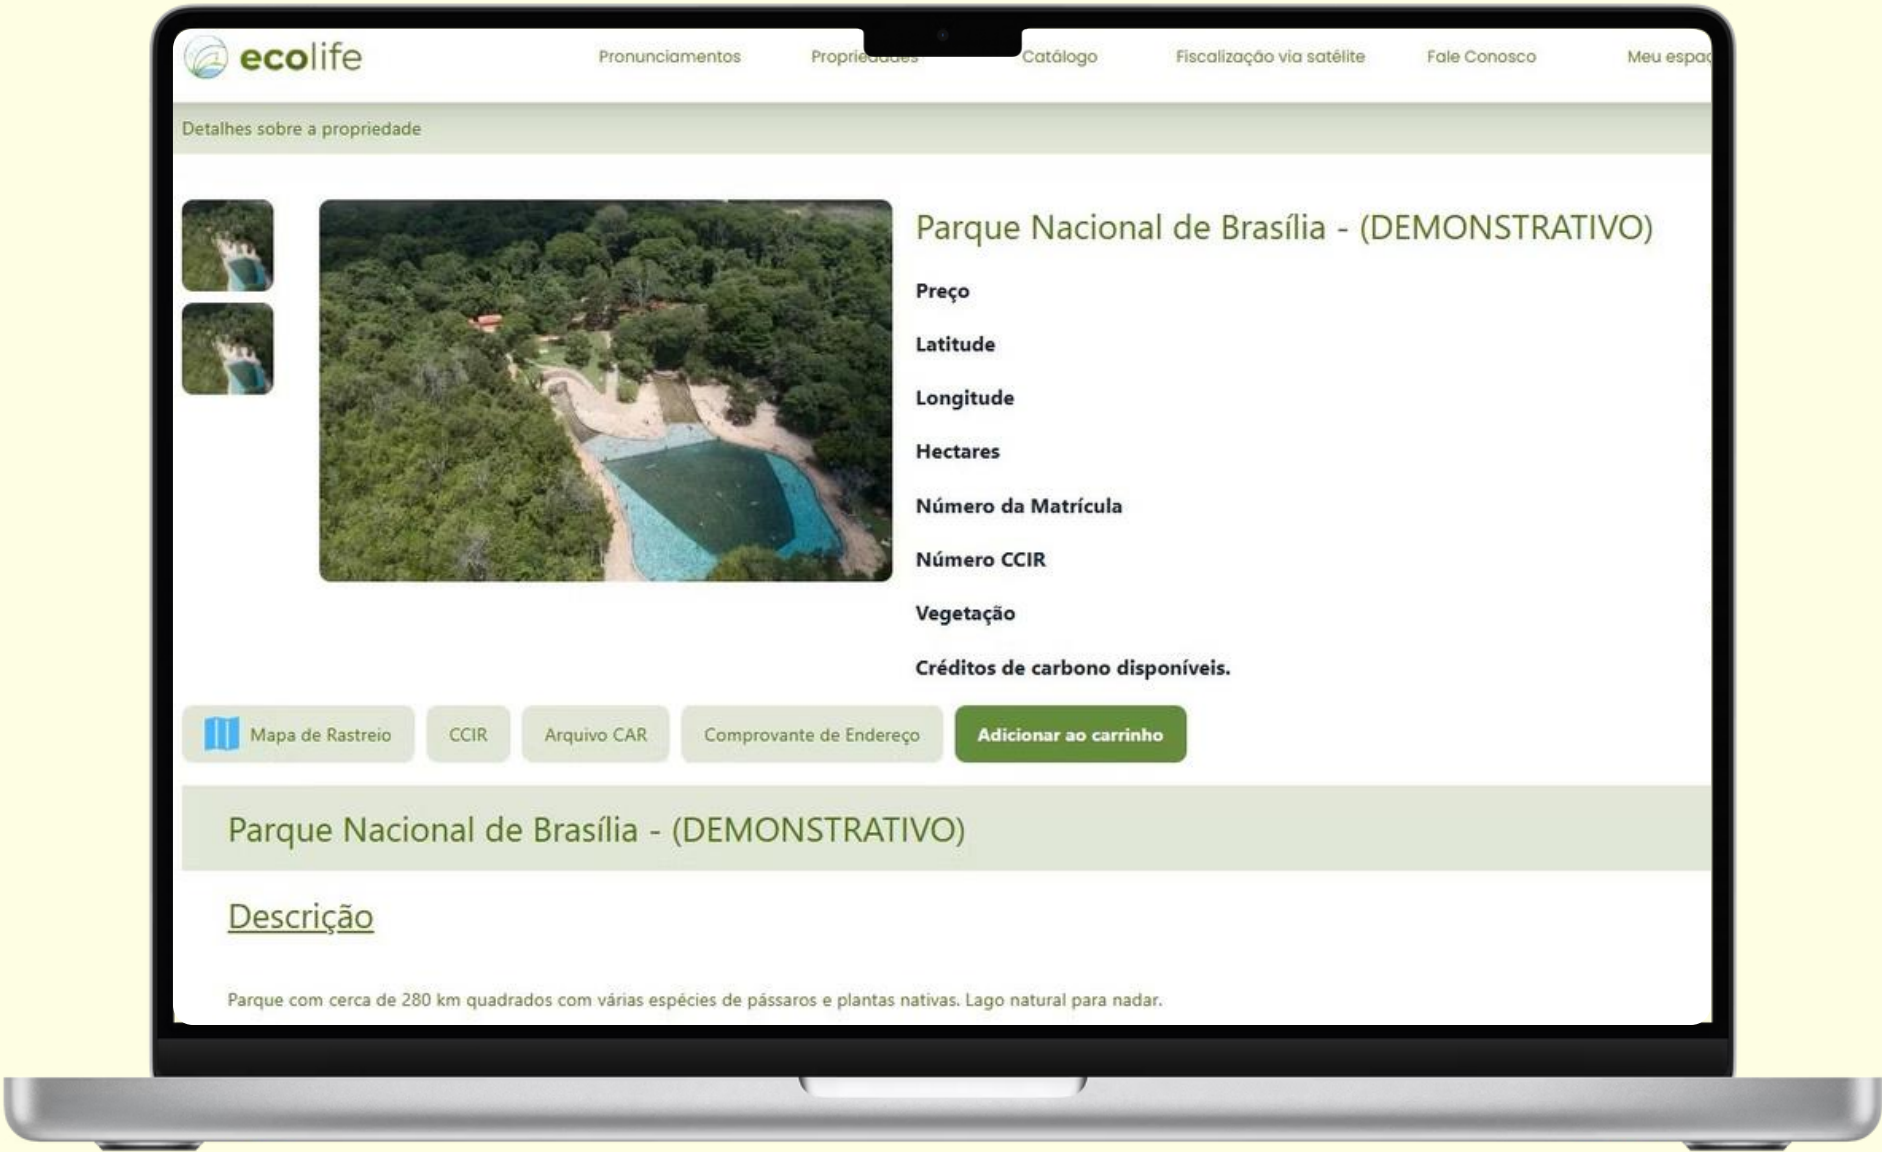 ecolife
Pronunciamentos
Propriedades
Catálogo
Fiscalização via satélite
Fale Conosco
Meu espaç
Detalhes sobre a propriedade
Parque Nacional de Brasília - (DEMONSTRATIVO)
Preço
Latitude
Longitude
Hectares
Número da Matrícula
Número CCIR
Vegetação
Créditos de carbono disponíveis.
Mapa de Rastreio
CCIR
Arquivo CAR
Comprovante de Endereço
Adicionar ao carrinho
Parque Nacional de Brasília - (DEMONSTRATIVO)
Descrição
Parque com cerca de 280 km quadrados com várias espécies de pássaros e plantas nativas. Lago natural para nadar.